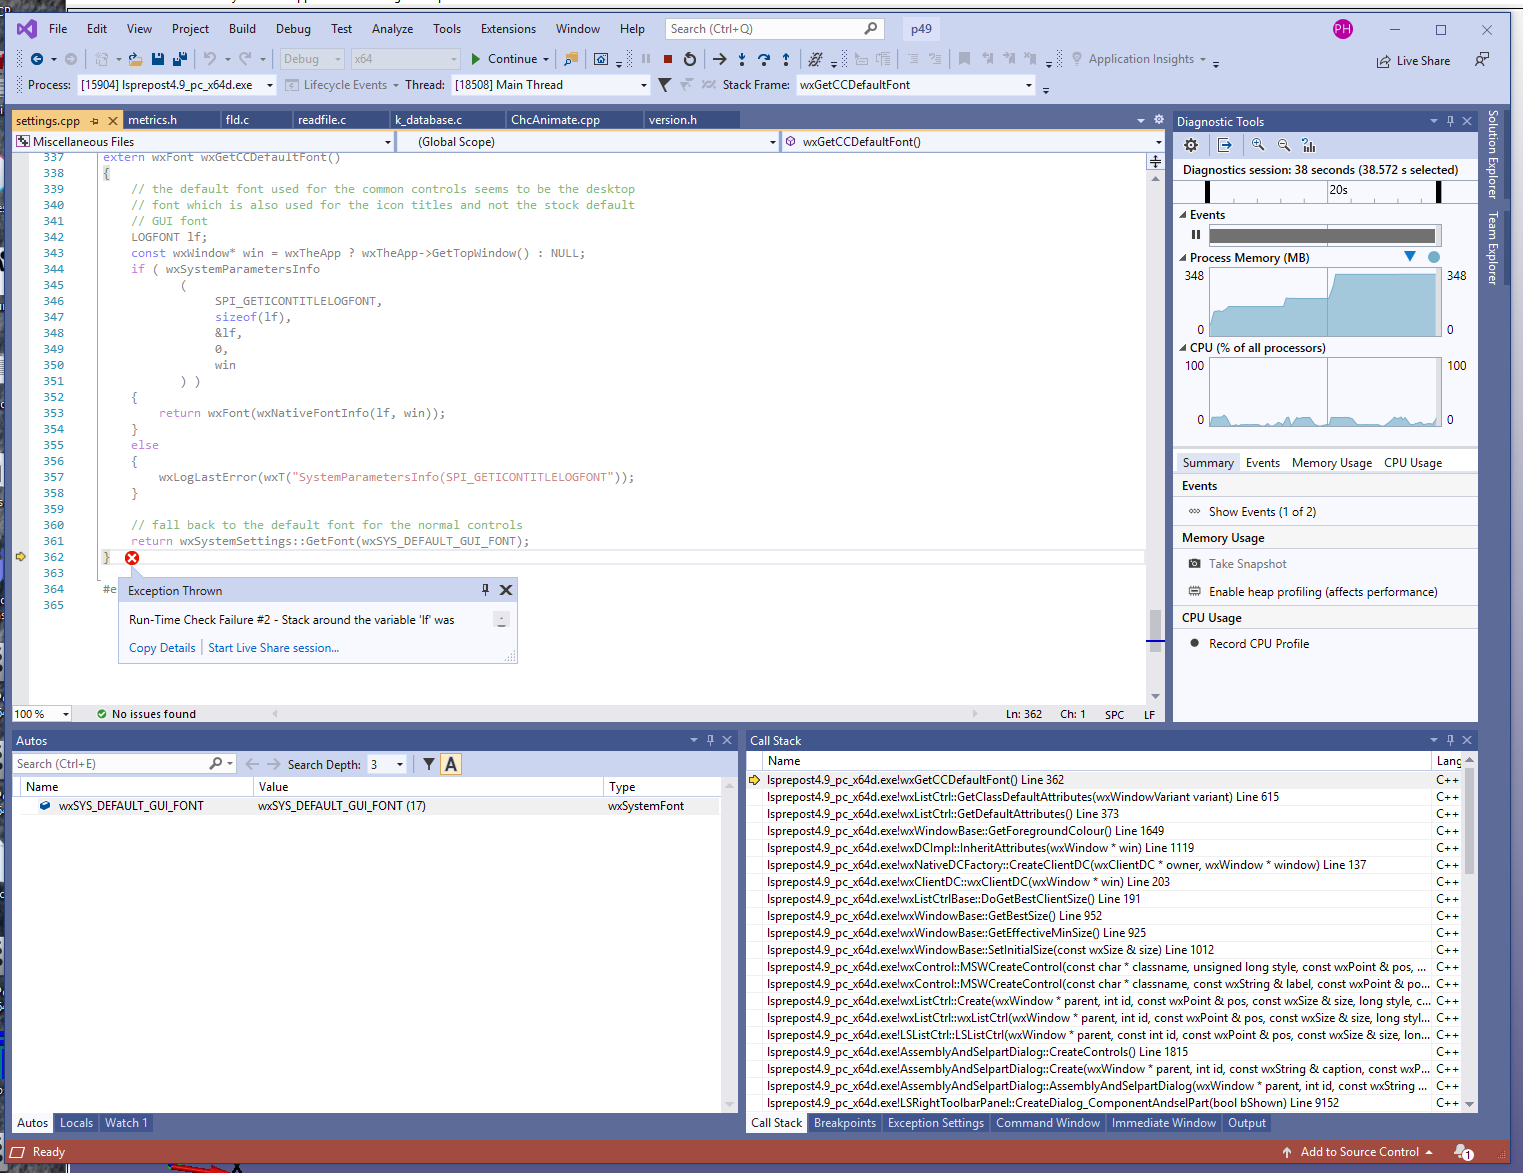 File Edit View Project Build Debug Test Analyze Tools Extensions Window Help Search (Ctrl+Q) p49 PH
Debug x64 Continue Application Insights Live Share
Process: [15904] lsprepost4.9_pc_x64d.exe Lifecycle Events Thread: [18508] Main Thread Stack Frame: wxGetCCDefaultFont
settings.cpp metrics.h fld.c readfile.c k_database.c ChcAnimate.cpp version.h
Miscellaneous Files (Global Scope) wxGetCCDefaultFont()
337 extern wxFont wxGetCCDefaultFont()
338 {
339 // the default font used for the common controls seems to be the desktop
340 // font which is also used for the icon titles and not the stock default
341 // GUI font
342 LOGFONT lf;
343 const wxWindow* win = wxTheApp ? wxTheApp->GetTopWindow() : NULL;
344 if ( wxSystemParametersInfo
345 (
346 SPI_GETICONTITLELOGFONT,
347 sizeof(lf),
348 &lf,
349 0,
350 win
351 ) )
352 {
353 return wxFont(wxNativeFontInfo(lf, win));
354 }
355 else
356 {
357 wxLogLastError(wxT("SystemParametersInfo(SPI_GETICONTITLELOGFONT"));
358 }
359
360 // fall back to the default font for the normal controls
361 return wxSystemSettings::GetFont(wxSYS_DEFAULT_GUI_FONT);
362 }
363
364 #e
365
Exception Thrown
Run-Time Check Failure #2 - Stack around the variable 'lf' was
Copy Details Start Live Share session...
100 % No issues found Ln: 362 Ch: 1 SPC LF
Diagnostic Tools
Diagnostics session: 38 seconds (38.572 s selected)
20s
Events
Process Memory (MB)
348 348
0 0
CPU (% of all processors)
100 100
0 0
Summary Events Memory Usage CPU Usage
Events
Show Events (1 of 2)
Memory Usage
Take Snapshot
Enable heap profiling (affects performance)
CPU Usage
Record CPU Profile
Solution Explorer
Team Explorer
Autos
Search (Ctrl+E) Search Depth: 3 A
Name Value Type
wxSYS_DEFAULT_GUI_FONT wxSYS_DEFAULT_GUI_FONT (17) wxSystemFont
Autos Locals Watch 1
Call Stack
Name Lang
lsprepost4.9_pc_x64d.exe!wxGetCCDefaultFont() Line 362 C++
lsprepost4.9_pc_x64d.exe!wxListCtrl::GetClassDefaultAttributes(wxWindowVariant variant) Line 615 C++
lsprepost4.9_pc_x64d.exe!wxListCtrl::GetDefaultAttributes() Line 373 C++
lsprepost4.9_pc_x64d.exe!wxWindowBase::GetForegroundColour() Line 1649 C++
lsprepost4.9_pc_x64d.exe!wxDCImpl::InheritAttributes(wxWindow * win) Line 1119 C++
lsprepost4.9_pc_x64d.exe!wxNativeDCFactory::CreateClientDC(wxClientDC * owner, wxWindow * window) Line 137 C++
lsprepost4.9_pc_x64d.exe!wxClientDC::wxClientDC(wxWindow * win) Line 203 C++
lsprepost4.9_pc_x64d.exe!wxListCtrlBase::DoGetBestClientSize() Line 191 C++
lsprepost4.9_pc_x64d.exe!wxWindowBase::GetBestSize() Line 952 C++
lsprepost4.9_pc_x64d.exe!wxWindowBase::GetEffectiveMinSize() Line 925 C++
lsprepost4.9_pc_x64d.exe!wxWindowBase::SetInitialSize(const wxSize & size) Line 1012 C++
lsprepost4.9_pc_x64d.exe!wxControl::MSWCreateControl(const char * classname, unsigned long style, const wxPoint & pos, ... C++
lsprepost4.9_pc_x64d.exe!wxControl::MSWCreateControl(const char * classname, const wxString & label, const wxPoint & po... C++
lsprepost4.9_pc_x64d.exe!wxListCtrl::Create(wxWindow * parent, int id, const wxPoint & pos, const wxSize & size, long style, c... C++
lsprepost4.9_pc_x64d.exe!wxListCtrl::wxListCtrl(wxWindow * parent, int id, const wxPoint & pos, const wxSize & size, long styl... C++
lsprepost4.9_pc_x64d.exe!LSListCtrl::LSListCtrl(wxWindow * parent, const int id, const wxPoint & pos, const wxSize & size, lon... C++
lsprepost4.9_pc_x64d.exe!AssemblyAndSelpartDialog::CreateControls() Line 1815 C++
lsprepost4.9_pc_x64d.exe!AssemblyAndSelpartDialog::Create(wxWindow * parent, int id, const wxString & caption, const wxP... C++
lsprepost4.9_pc_x64d.exe!AssemblyAndSelpartDialog::AssemblyAndSelpartDialog(wxWindow * parent, int id, const wxString ... C++
lsprepost4.9_pc_x64d.exe!LSRightToolbarPanel::CreateDialog_ComponentAndselPart(bool bShown) Line 9152 C++
Call Stack Breakpoints Exception Settings Command Window Immediate Window Output
Ready Add to Source Control 1